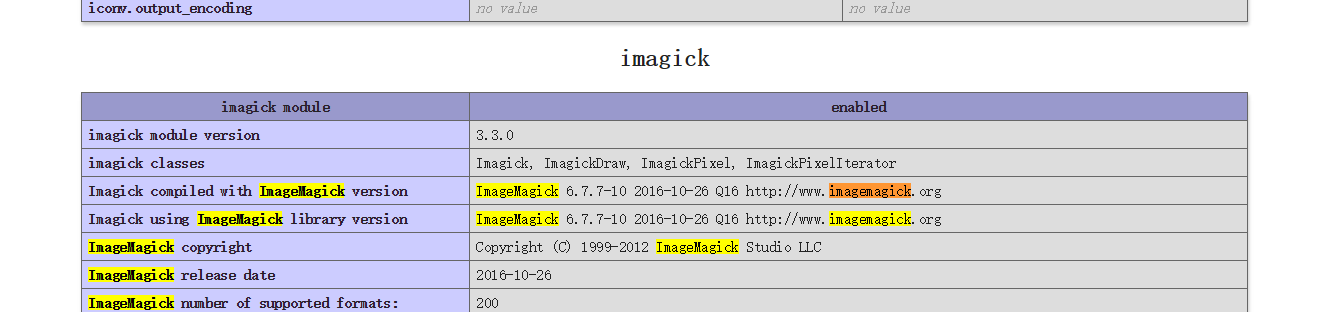 iconv.output_encoding no value no value
imagick
imagick module enabled
imagick module version 3.3.0
imagick classes Imagick, ImagickDraw, ImagickPixel, ImagickPixelIterator
Imagick compiled with ImageMagick version ImageMagick 6.7.7-10 2016-10-26 Q16 http://www.imagemagick.org
Imagick using ImageMagick library version ImageMagick 6.7.7-10 2016-10-26 Q16 http://www.imagemagick.org
ImageMagick copyright Copyright (C) 1999-2012 ImageMagick Studio LLC
ImageMagick release date 2016-10-26
ImageMagick number of supported formats: 200